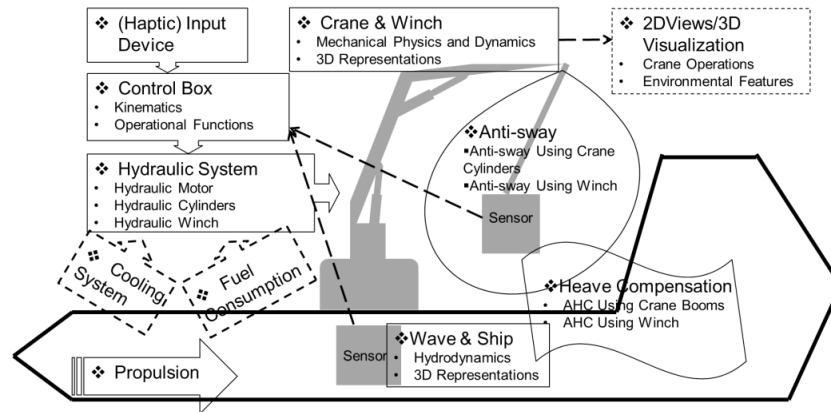 ❖ (Haptic) Input
Device
❖ Control Box
• Kinematics
• Operational Functions
❖ Hydraulic System
• Hydraulic Motor
• Hydraulic Cylinders
• Hydraulic Winch
❖ Cooling
System
❖ Fuel
Consumption
❖ Propulsion
❖ Crane & Winch
• Mechanical Physics and Dynamics
• 3D Representations
❖ 2DViews/3D
Visualization
• Crane Operations
• Environmental Features
❖Anti-sway
▪Anti-sway Using Crane
Cylinders
▪Anti-sway Using Winch
Sensor
❖Heave Compensation
• AHC Using Crane Booms
• AHC Using Winch
Sensor
❖Wave & Ship
• Hydrodynamics
• 3D Representations